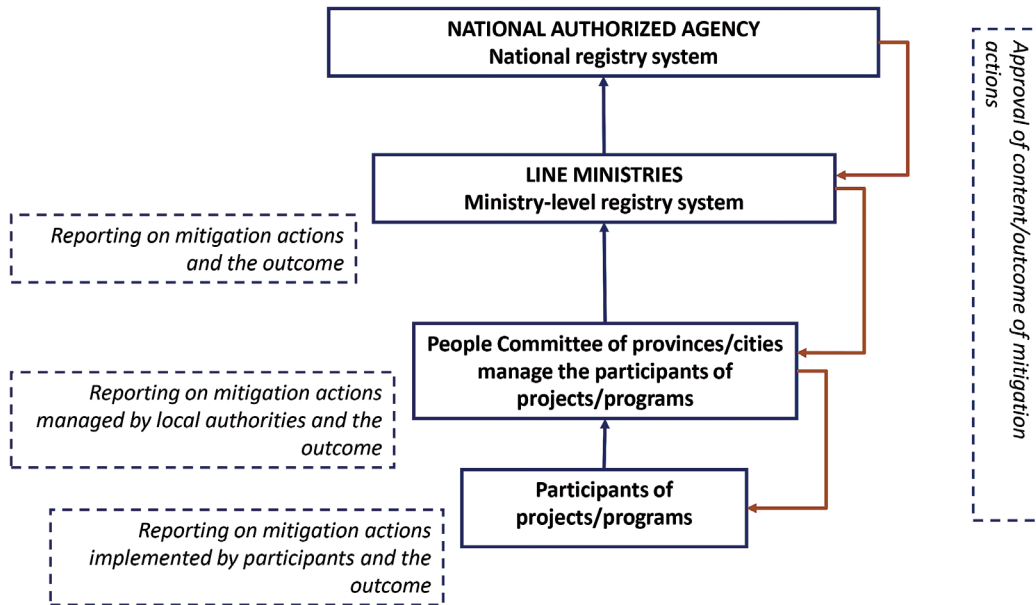 NATIONAL AUTHORIZED AGENCY
National registry system
Approval of content/outcome of mitigation
actions
LINE MINISTRIES
Ministry-level registry system
Reporting on mitigation actions
and the outcome
People Committee of provinces/cities
manage the participants of
projects/programs
Reporting on mitigation actions
managed by local authorities and the
outcome
Participants of
projects/programs
Reporting on mitigation actions
implemented by participants and the
outcome